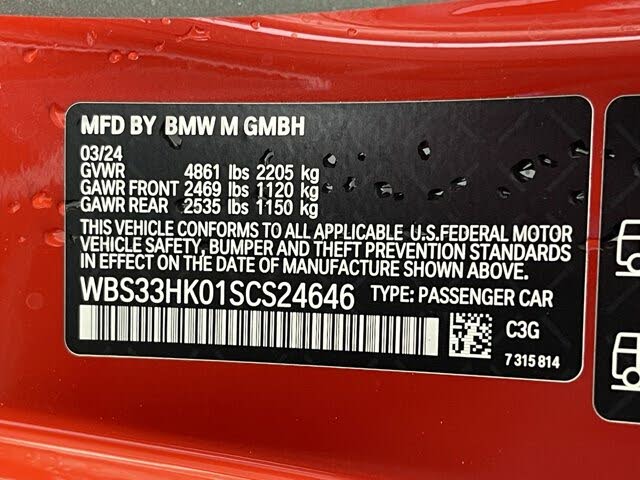 MFD BY BMW M GMBH
03/24
GVWR 4861 lbs 2205 kg
GAWR FRONT 2469 lbs 1120 kg
GAWR REAR 2535 lbs 1150 kg
THIS VEHICLE CONFORMS TO ALL APPLICABLE U.S.FEDERAL MOTOR
VEHICLE SAFETY, BUMPER AND THEFT PREVENTION STANDARDS
IN EFFECT ON THE DATE OF MANUFACTURE SHOWN ABOVE.
WBS33HK01SCS24646 TYPE: PASSENGER CAR
C3G
7 315 814